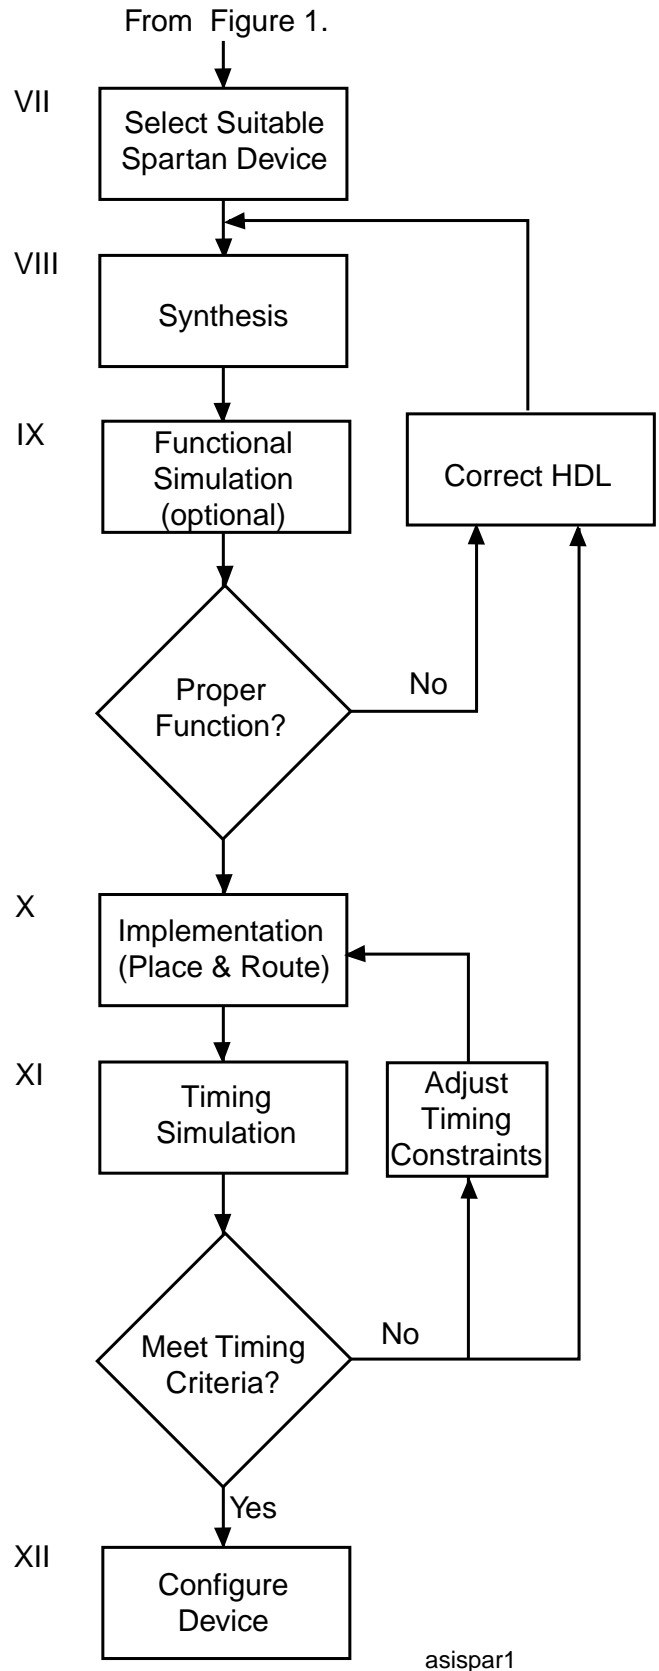 From Figure 1.
VII
Select Suitable
Spartan Device
VIII
Synthesis
IX
Functional
Simulation
(optional)
Correct HDL
Proper
Function?
No
X
Implementation
(Place & Route)
XI
Timing
Simulation
Adjust
Timing
Constraints
Meet Timing
Criteria?
No
Yes
XII
Configure
Device
asispar1